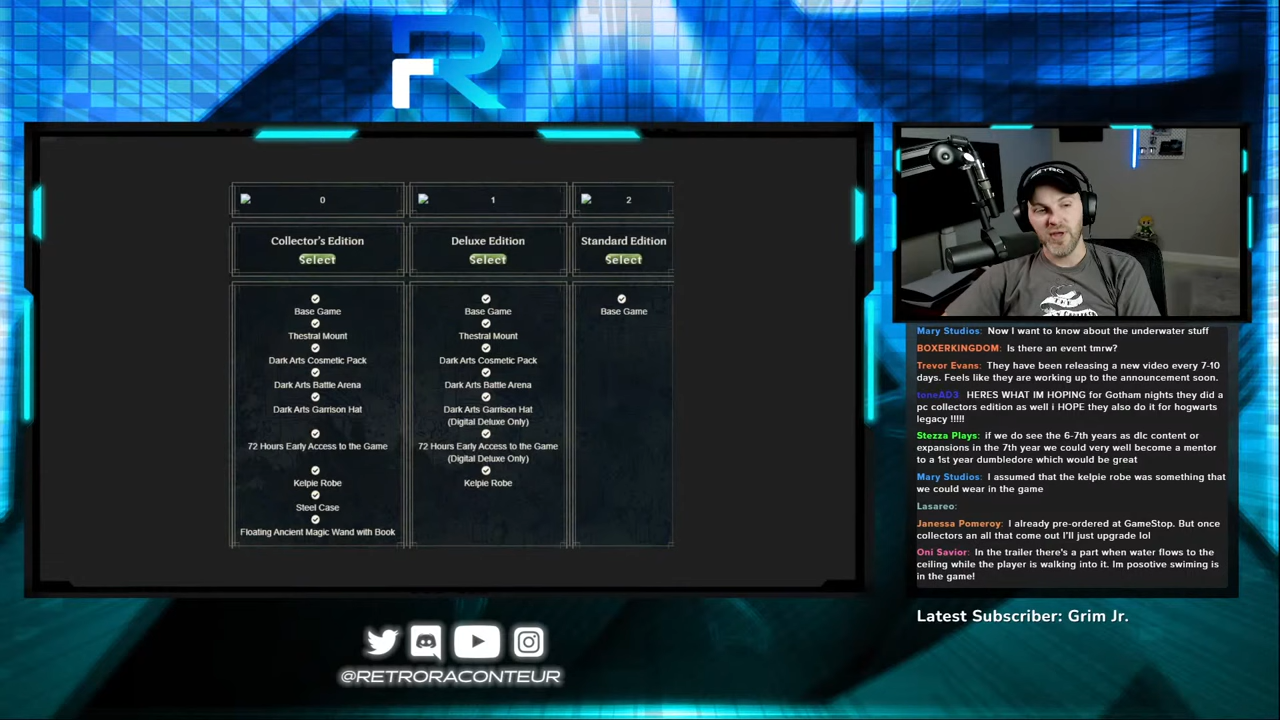 0
1
2
Collector's Edition
Deluxe Edition
Standard Edition
Select
Select
Select
Base Game
Thestral Mount
Dark Arts Cosmetic Pack
Dark Arts Battle Arena
Dark Arts Garrison Hat
72 Hours Early Access to the Game
Kelpie Robe
Steel Case
Floating Ancient Magic Wand with Book
Base Game
Thestral Mount
Dark Arts Cosmetic Pack
Dark Arts Battle Arena
Dark Arts Garrison Hat
(Digital Deluxe Only)
72 Hours Early Access to the Game
(Digital Deluxe Only)
Kelpie Robe
Base Game
Mary Studios: Now I want to know about the underwater stuff
BOXERKINGDOM: Is there an event tmrw?
Trevor Evans: They have been releasing a new video every 7-10
days. Feels like they are working up to the announcement soon.
toneAD3: HERES WHAT IM HOPING for Gotham nights they did a
pc collectors edition as well i HOPE they also do it for hogwarts
legacy !!!!!
Stezza Plays: if we do see the 6-7th years as dlc content or
expansions in the 7th year we could very well become a mentor
to a 1st year dumbledore which would be great
Mary Studios: I assumed that the kelpie robe was something that
we could wear in the game
Lasareo:
Janessa Pomeroy: I already pre-ordered at GameStop. But once
collectors an all that come out I'll just upgrade lol
Oni Savior: In the trailer there's a part when water flows to the
ceiling while the player is walking into it. Im posotive swiming is
in the game!
Latest Subscriber: Grim Jr.
@RETRORACONTEUR